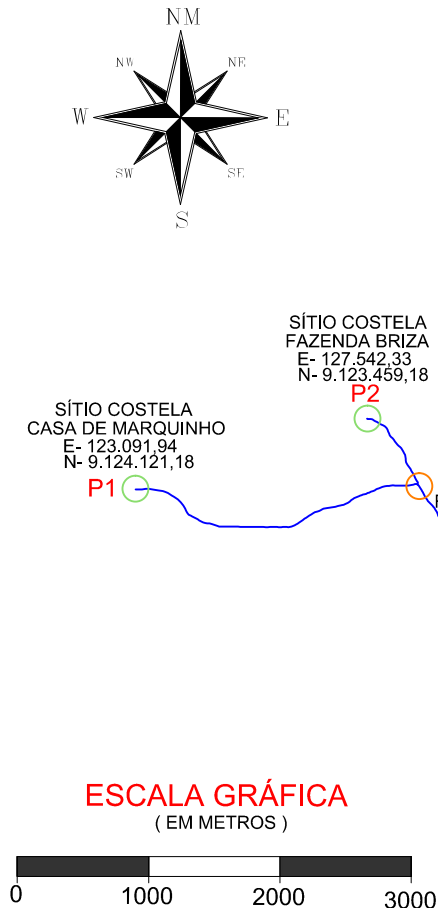 NM
NW NE
W E
SW SE
S
SÍTIO COSTELA
FAZENDA BRIZA
E- 127.542,33
N- 9.123.459,18
P2
SÍTIO COSTELA
CASA DE MARQUINHO
E- 123.091,94
N- 9.124.121,18
P1
ESCALA GRÁFICA
( EM METROS )
0 1000 2000 3000